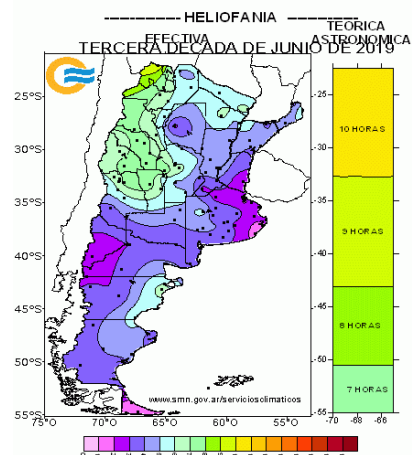 HELIOFANIA
EFECTIVA
TEORICA
ASTRONOMICA
TERCERA DECADA DE JUNIO DE 2019
25°S
30°S
35°S
40°S
45°S
50°S
55°S
75°W
70°W
65°W
60°W
55°W
www.smn.gov.ar/serviciosclimaticos
-25
-30
-35
-40
-45
-50
-55
-70 -68 -66
10 HORAS
9 HORAS
8 HORAS
7 HORAS